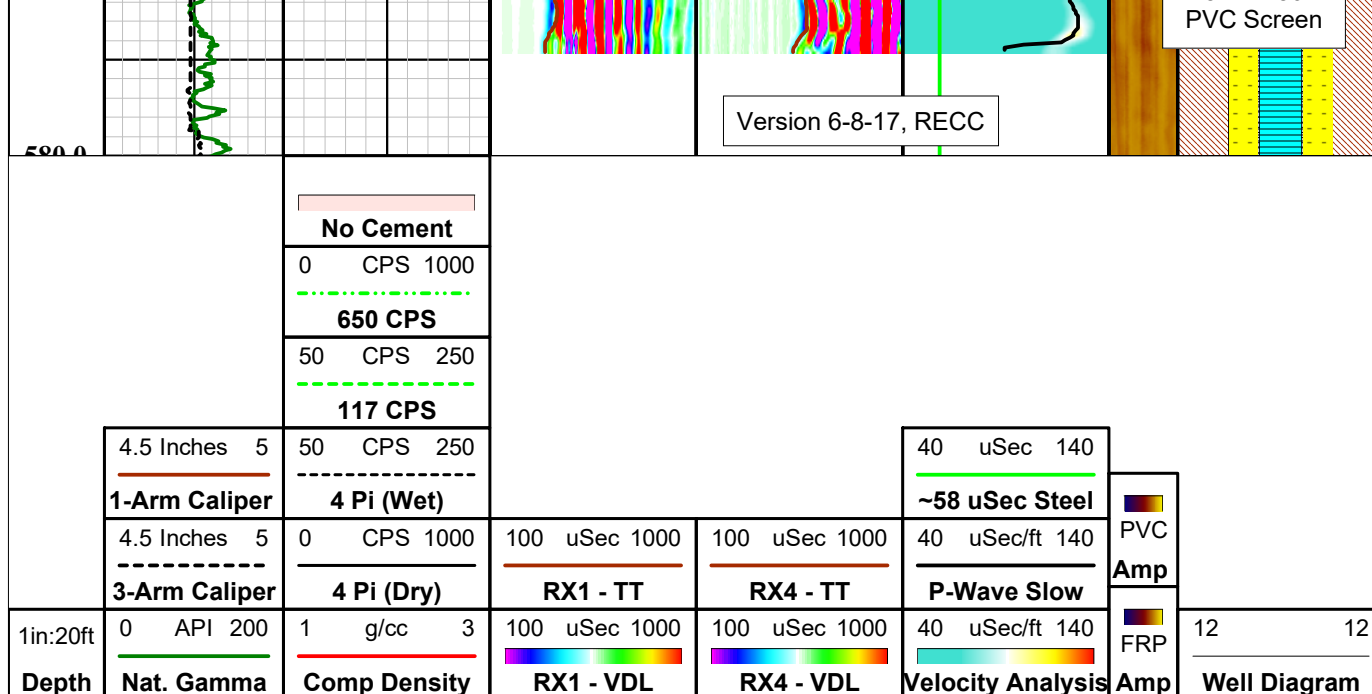 PVC Screen
Version 6-8-17, RECC
580.0
No Cement
0 CPS 1000
650 CPS
50 CPS 250
117 CPS
4.5 Inches 5
1-Arm Caliper
50 CPS 250
4 Pi (Wet)
40 uSec 140
~58 uSec Steel
4.5 Inches 5
3-Arm Caliper
0 CPS 1000
4 Pi (Dry)
100 uSec 1000
RX1 - TT
100 uSec 1000
RX4 - TT
40 uSec/ft 140
P-Wave Slow
PVC
Amp
1in:20ft
Depth
0 API 200
Nat. Gamma
1 g/cc 3
Comp Density
100 uSec 1000
RX1 - VDL
100 uSec 1000
RX4 - VDL
40 uSec/ft 140
Velocity Analysis
FRP
Amp
12 12
Well Diagram